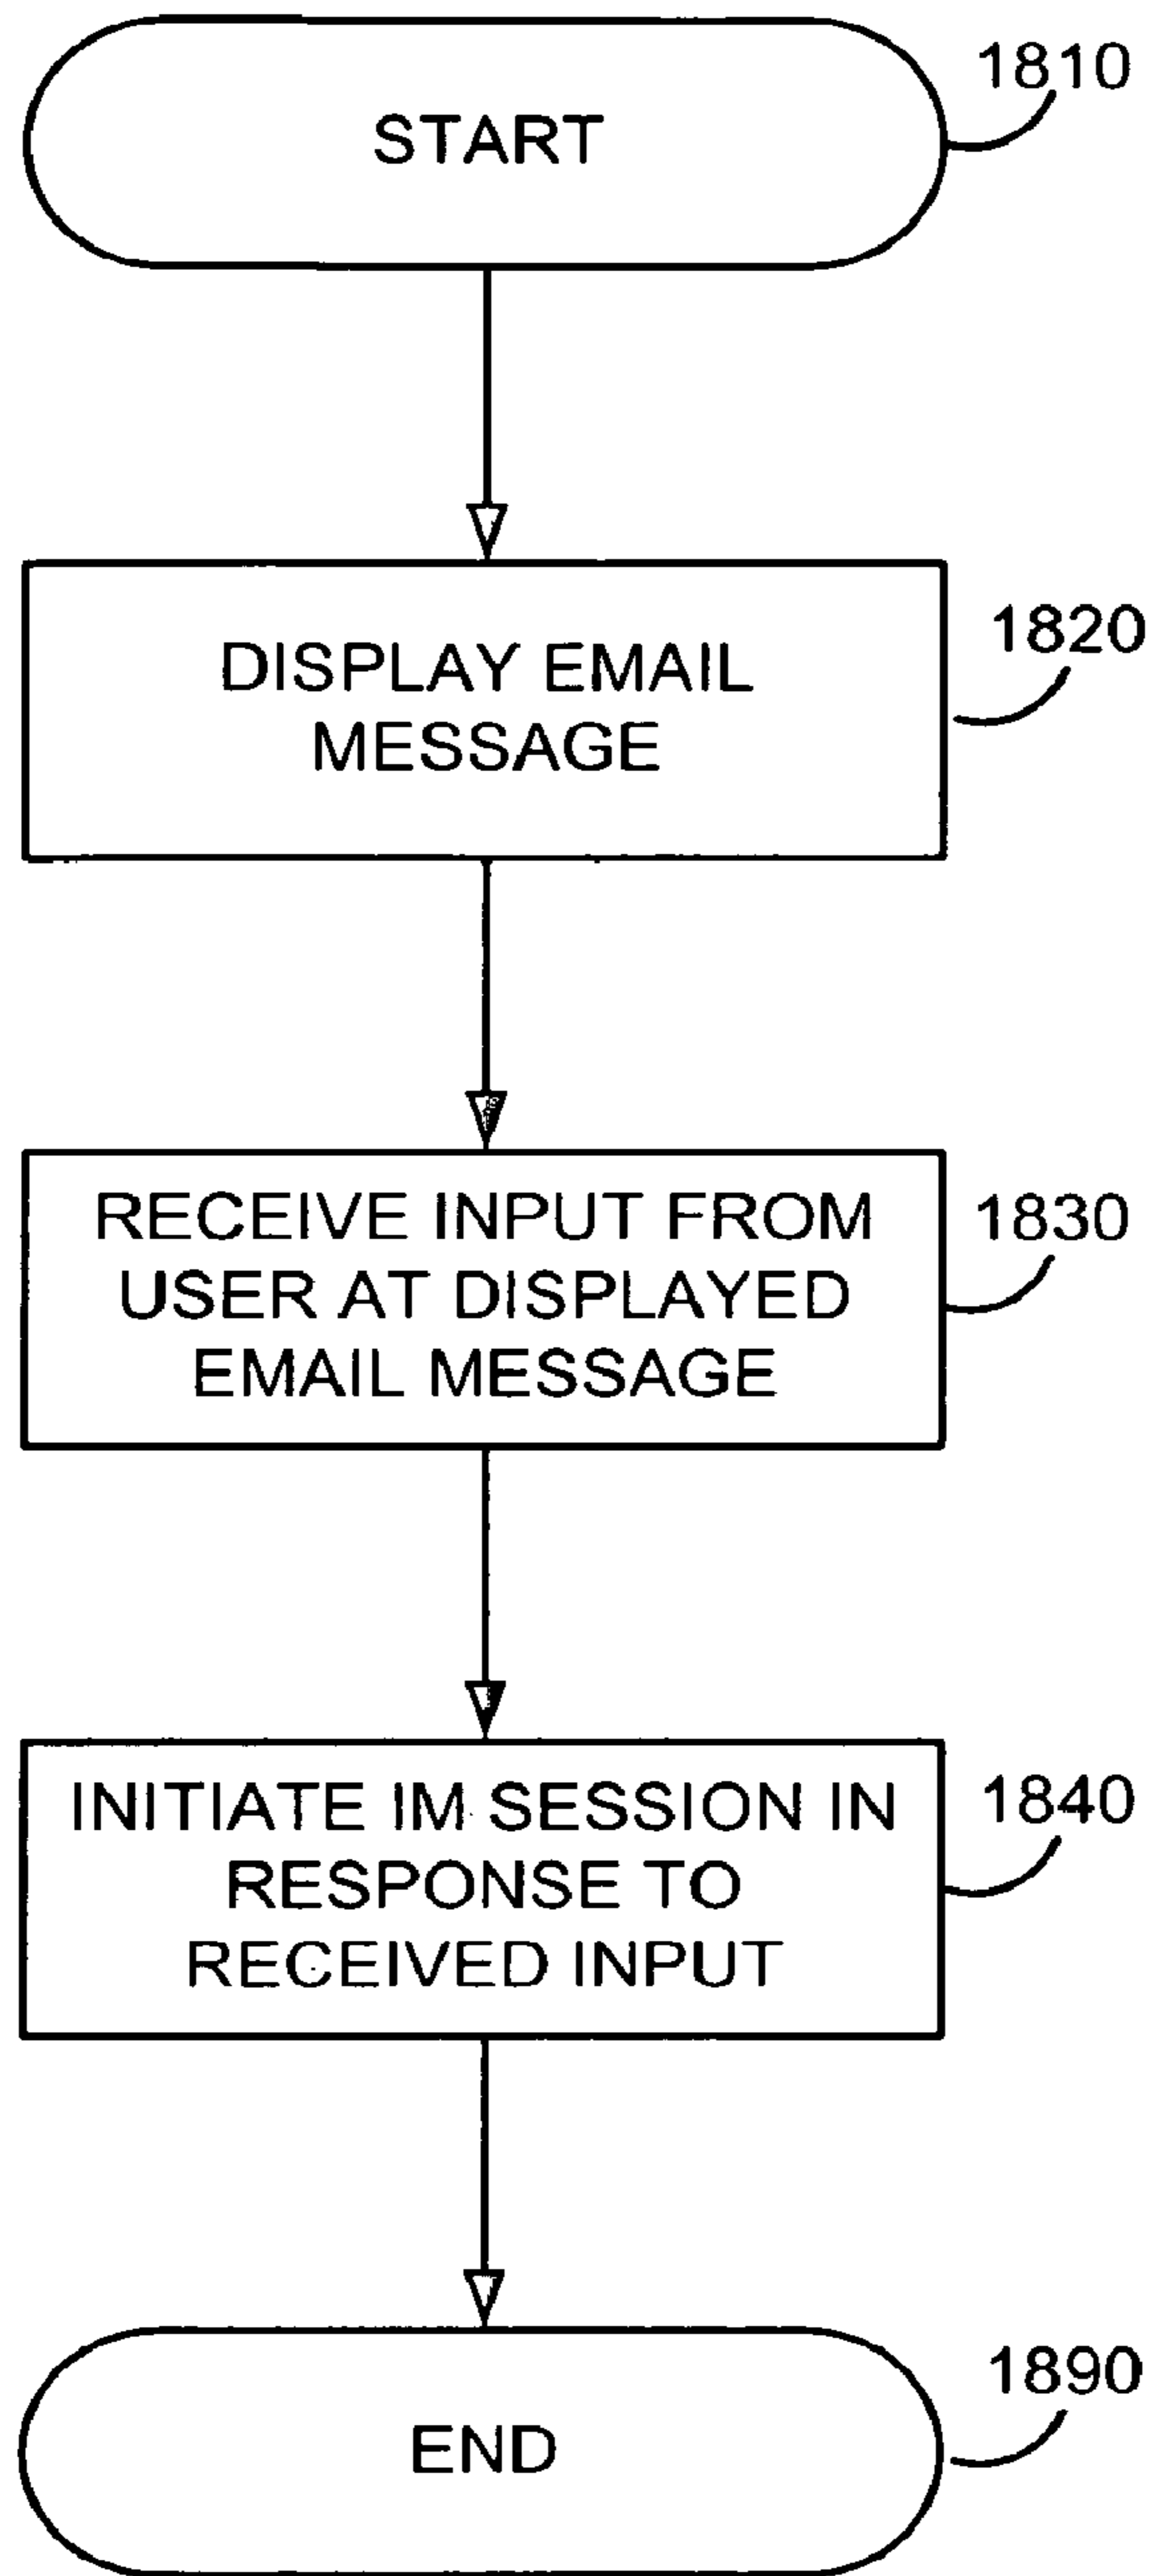 START
1810
DISPLAY EMAIL
MESSAGE
1820
RECEIVE INPUT FROM
USER AT DISPLAYED
EMAIL MESSAGE
1830
INITIATE IM SESSION IN
RESPONSE TO
RECEIVED INPUT
1840
END
1890